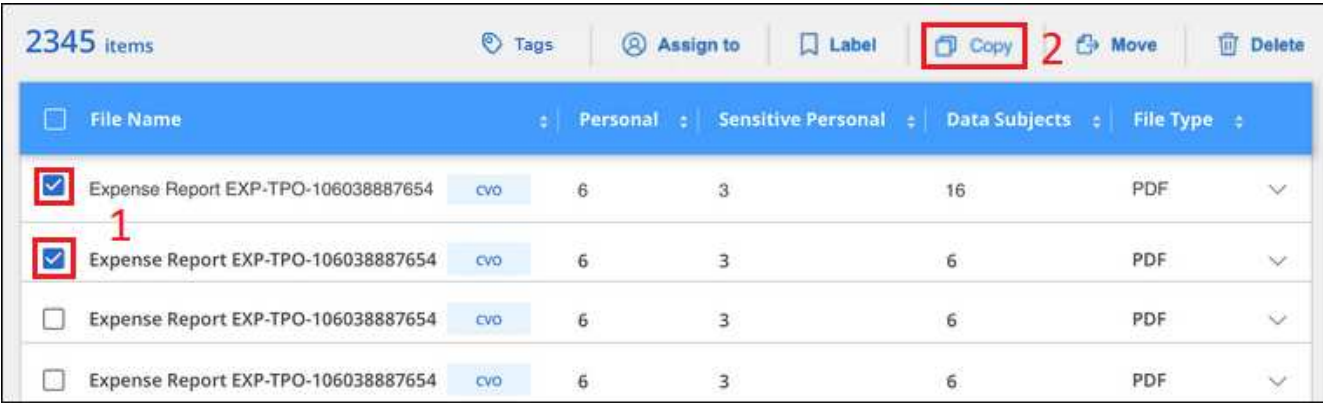 2345 items Tags Assign to Label Copy 2 Move Delete
File Name Personal Sensitive Personal Data Subjects File Type
Expense Report EXP-TPO-106038887654 CVO 6 3 16 PDF
1
Expense Report EXP-TPO-106038887654 CVO 6 3 6 PDF
Expense Report EXP-TPO-106038887654 CVO 6 3 6 PDF
Expense Report EXP-TPO-106038887654 CVO 6 3 6 PDF